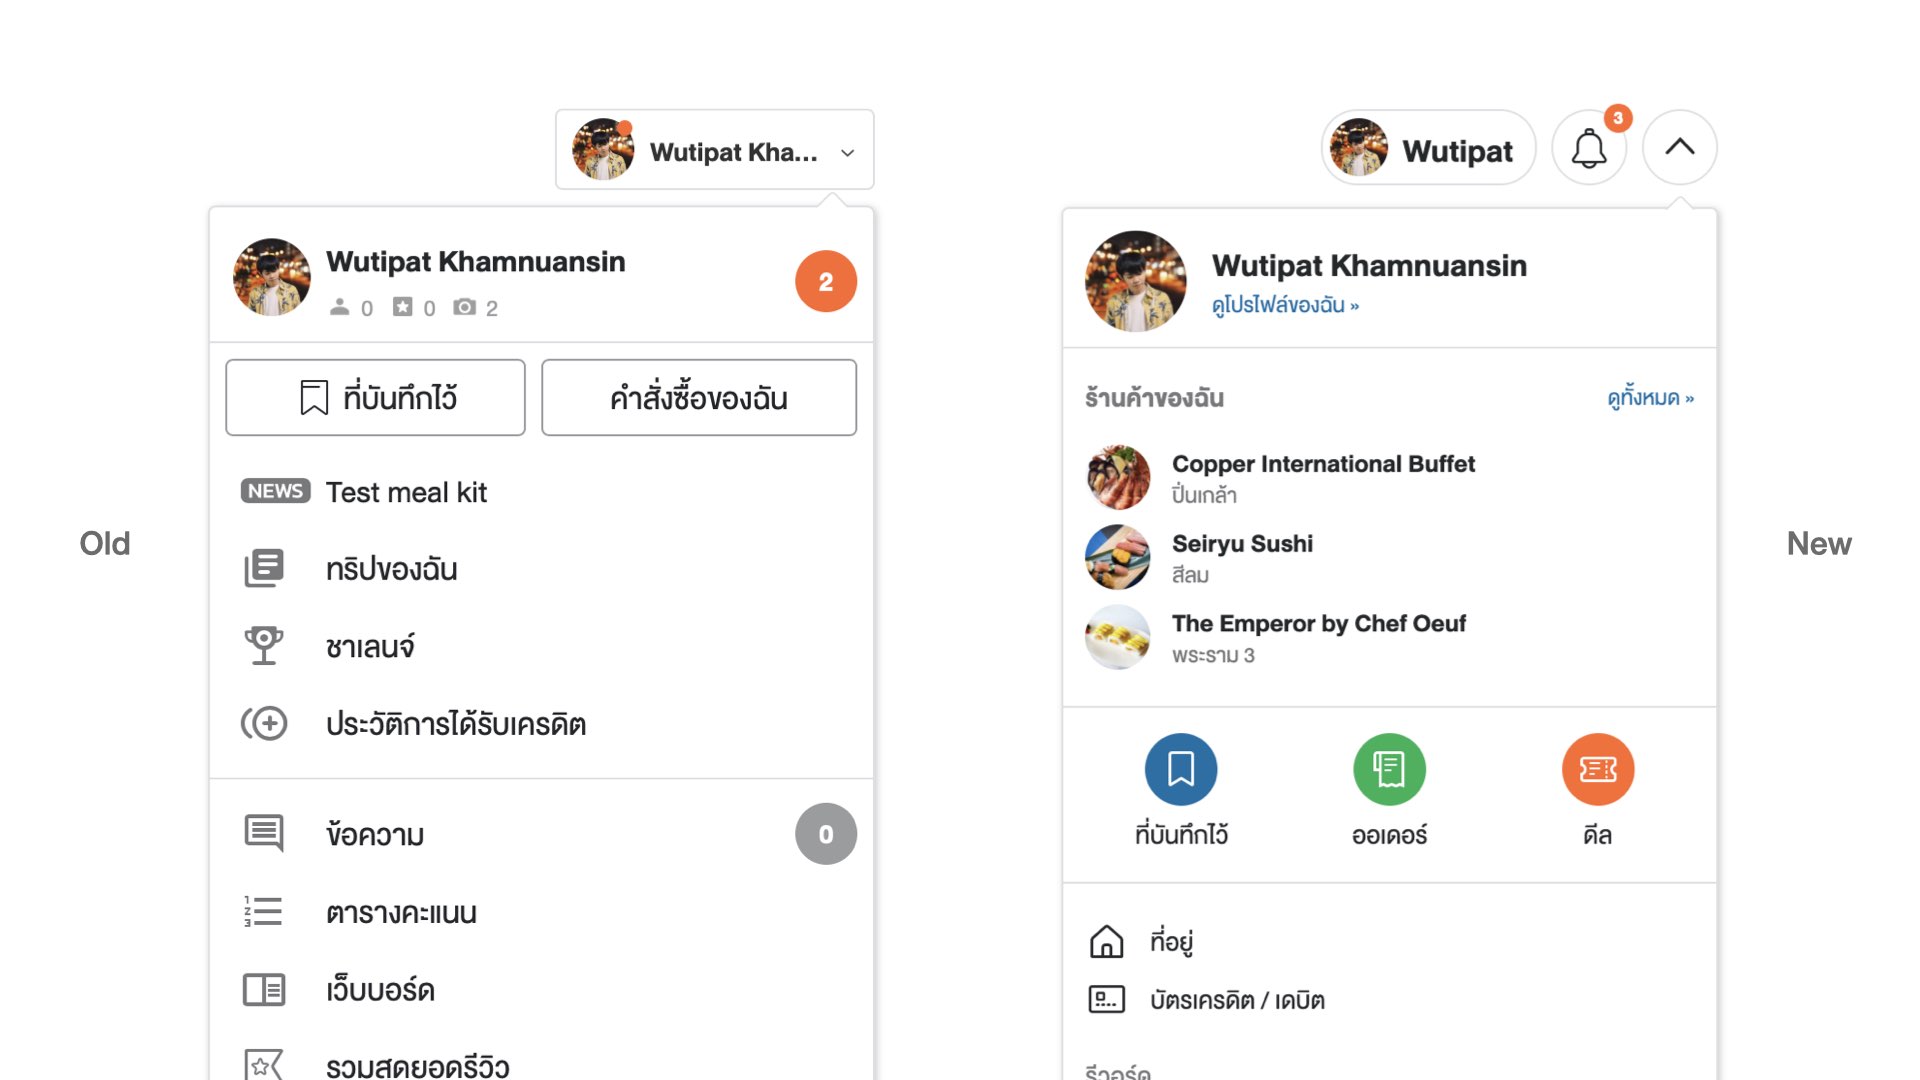 Old
Wutipat Kha...
Wutipat Khamnuansin
0 0 2
2
ที่บันทึกไว้
คำสั่งซื้อของฉัน
NEWS Test meal kit
ทริปของฉัน
ชาเลนจ์
ประวัติการได้รับเครดิต
ข้อความ
0
ตารางคะแนน
เว็บบอร์ด
รวมสุดยอดรีวิว
Wutipat
3
Wutipat Khamnuansin
ดูโปรไฟล์ของฉัน »
ร้านค้าของฉัน
ดูทั้งหมด »
Copper International Buffet
ปิ่นเกล้า
Seiryu Sushi
สีลม
The Emperor by Chef Oeuf
พระราม 3
ที่บันทึกไว้
ออเดอร์
ดีล
ที่อยู่
บัตรเครดิต / เดบิต
รีวอร์ด
New